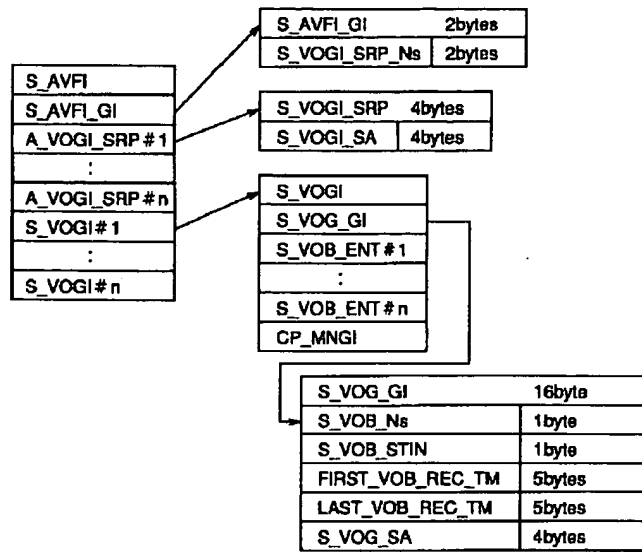 S_AVFI
S_AVFI_GI
A_VOGI_SRP#1
:
A_VOGI_SRP#n
S_VOGI#1
:
S_VOGI#n
S_AVFI_GI 2bytes
S_VOGI_SRP_Ns 2bytes
S_VOGI_SRP 4bytes
S_VOGI_SA 4bytes
S_VOGI
S_VOG_GI
S_VOB_ENT#1
:
S_VOB_ENT#n
CP_MNGI
S_VOG_GI 16byte
S_VOB_Ns 1byte
S_VOB_STIN 1byte
FIRST_VOB_REC_TM 5bytes
LAST_VOB_REC_TM 5bytes
S_VOG_SA 4bytes